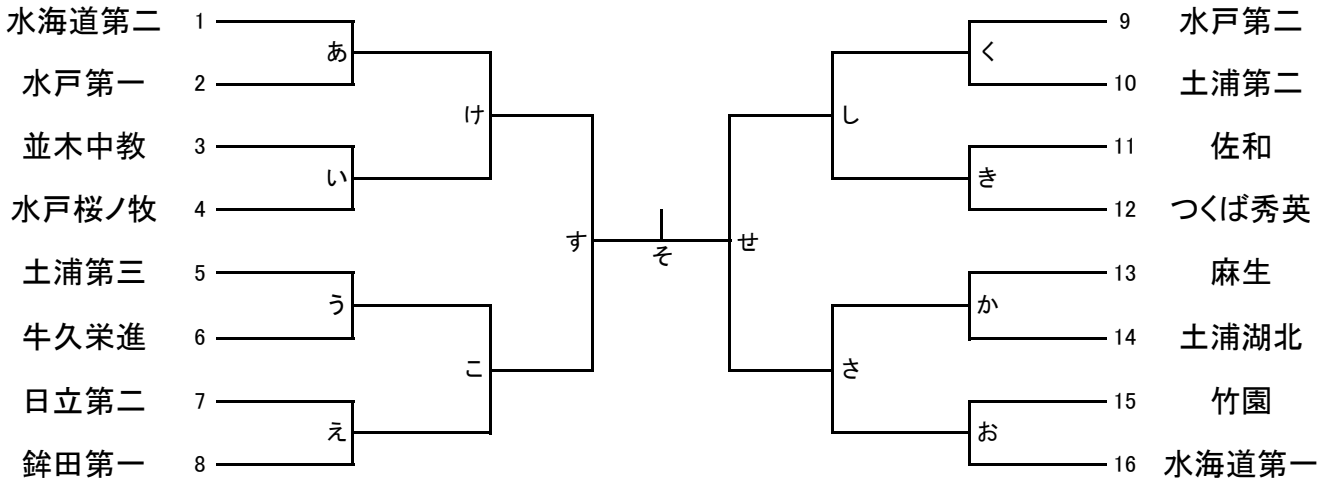 水海道第二 1
あ
水戸第一 2
け
並木中教 3
い
水戸桜ノ牧 4
す
土浦第三 5
う
牛久栄進 6
こ
日立第二 7
え
鉾田第一 8
そ
9 水戸第二
く
10 土浦第二
し
11 佐和
き
12 つくば秀英
せ
13 麻生
か
14 土浦湖北
さ
15 竹園
お
16 水海道第一